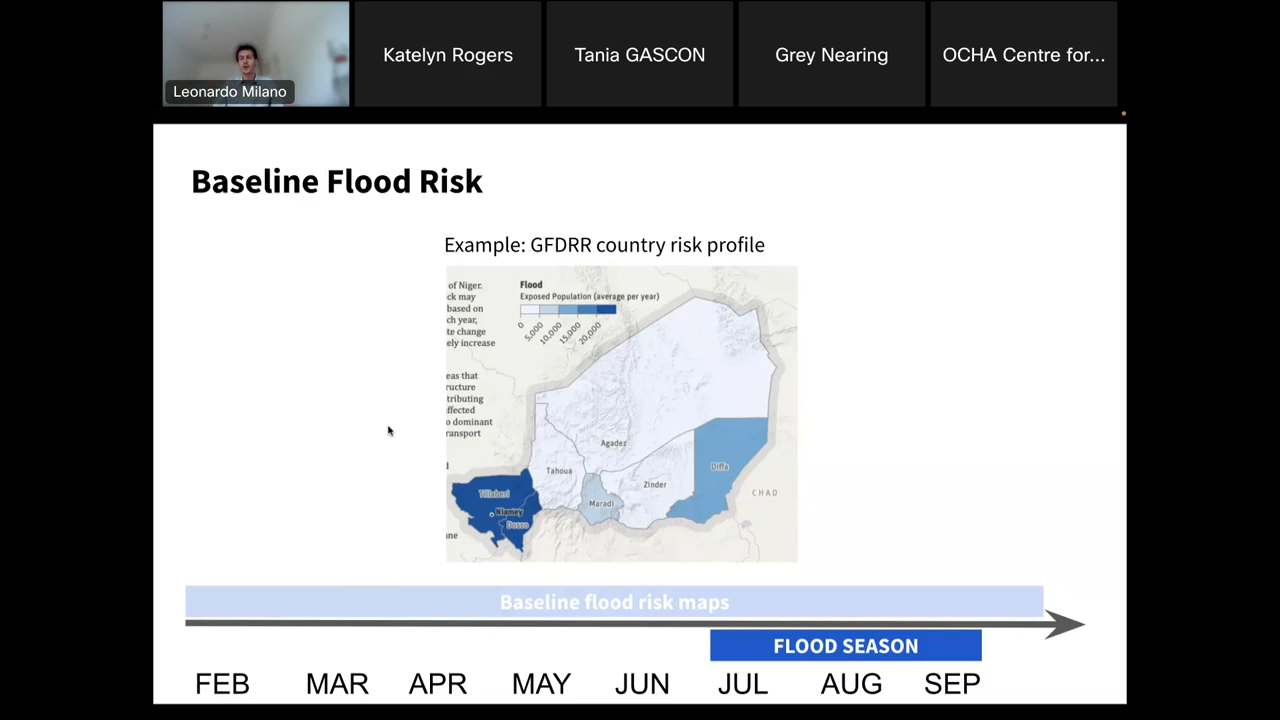 Katelyn Rogers
Tania GASCON
Grey Nearing
OCHA Centre for...
Leonardo Milano
Baseline Flood Risk
Example: GFDRR country risk profile
of Niger.
ck may
based on
ch year,
te change
ely increase
Flood
Exposed Population (average per year)
0
5,000
10,000
15,000
20,000
eas that
ructure
tributing
ffected
o dominant
ransport
Agadez
Tahoua
Diffa
Zinder
CHAD
Tillaberi
Maradi
Niamey
Dosso
ne
Baseline flood risk maps
FLOOD SEASON
FEB MAR APR MAY JUN JUL AUG SEP